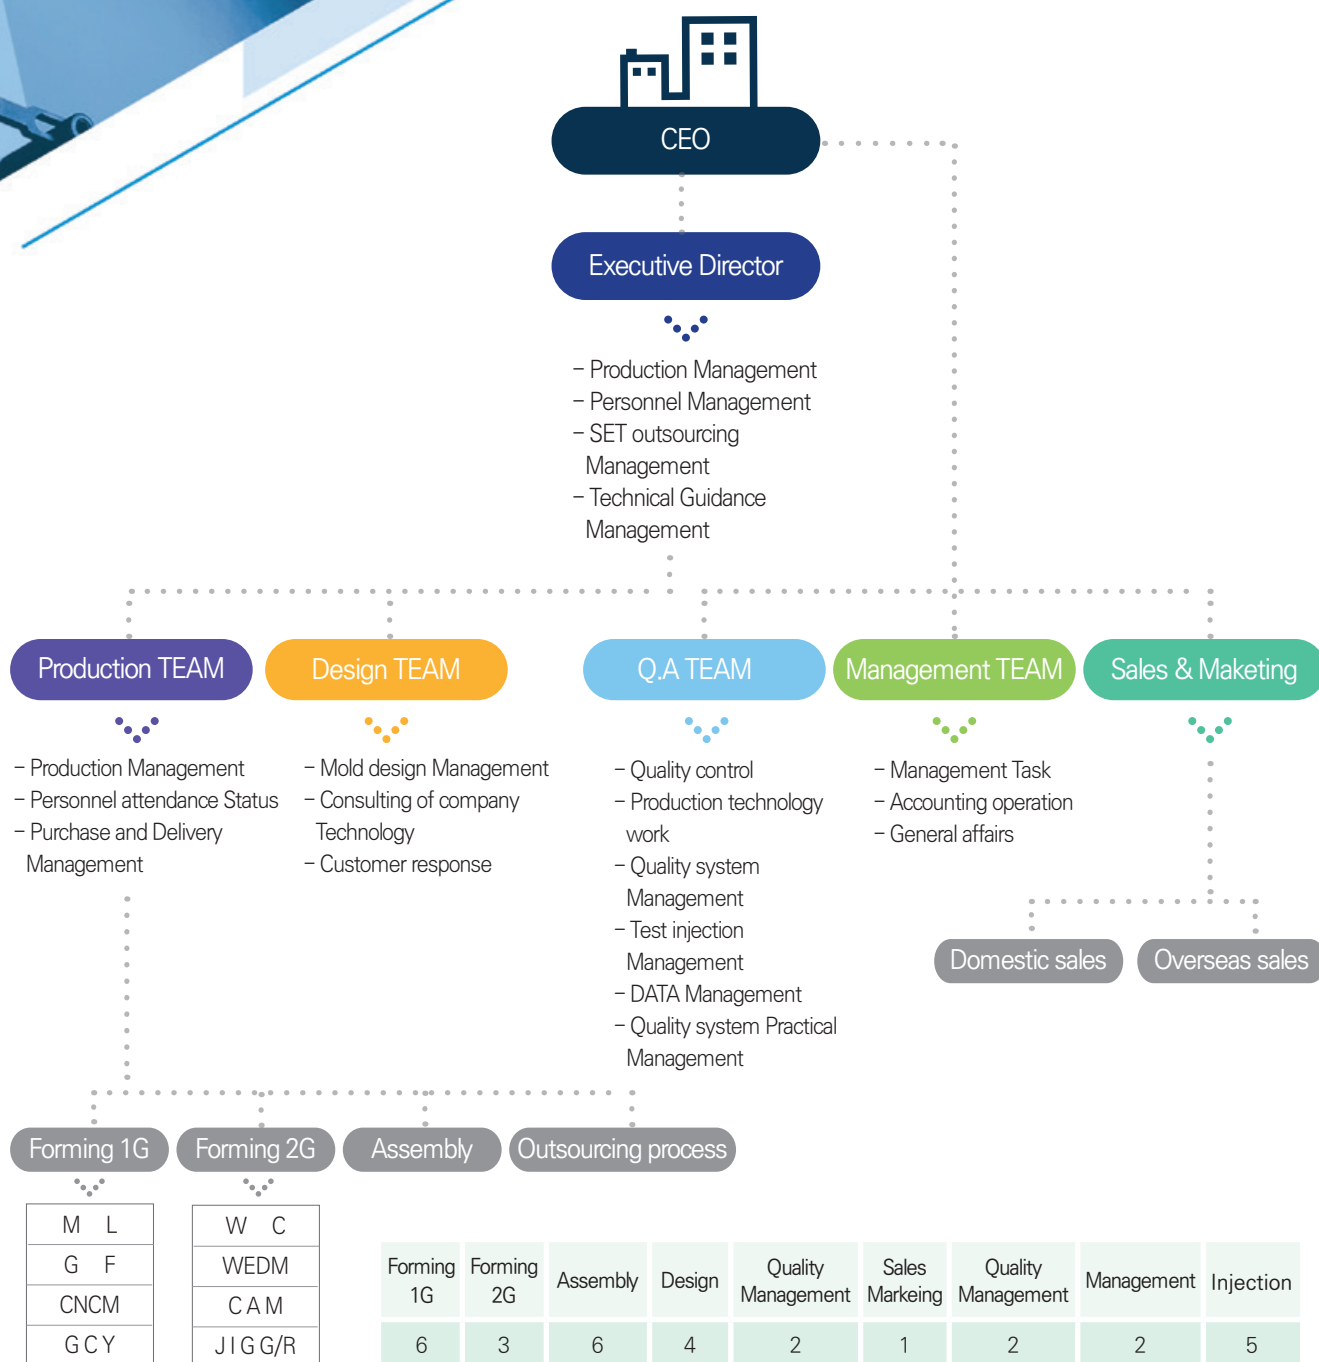 CEO
Executive Director
– Production Management
– Personnel Management
– SET outsourcing
Management
– Technical Guidance
Management
Production TEAM
Design TEAM
Q.A TEAM
Management TEAM
Sales & Maketing
– Production Management
– Personnel attendance Status
– Purchase and Delivery
Management
– Mold design Management
– Consulting of company
Technology
– Customer response
– Quality control
– Production technology
work
– Quality system
Management
– Test injection
Management
– DATA Management
– Quality system Practical
Management
– Management Task
– Accounting operation
– General affairs
Domestic sales
Overseas sales
Forming 1G
Forming 2G
Assembly
Outsourcing process
M L
G F
CNCM
G C Y
W C
WEDM
C A M
J I G G/R
Forming
1G
Forming
2G
Assembly
Design
Quality
Management
Sales
Markeing
Quality
Management
Management
Injection
6 3 6 4 2 1 2 2 5